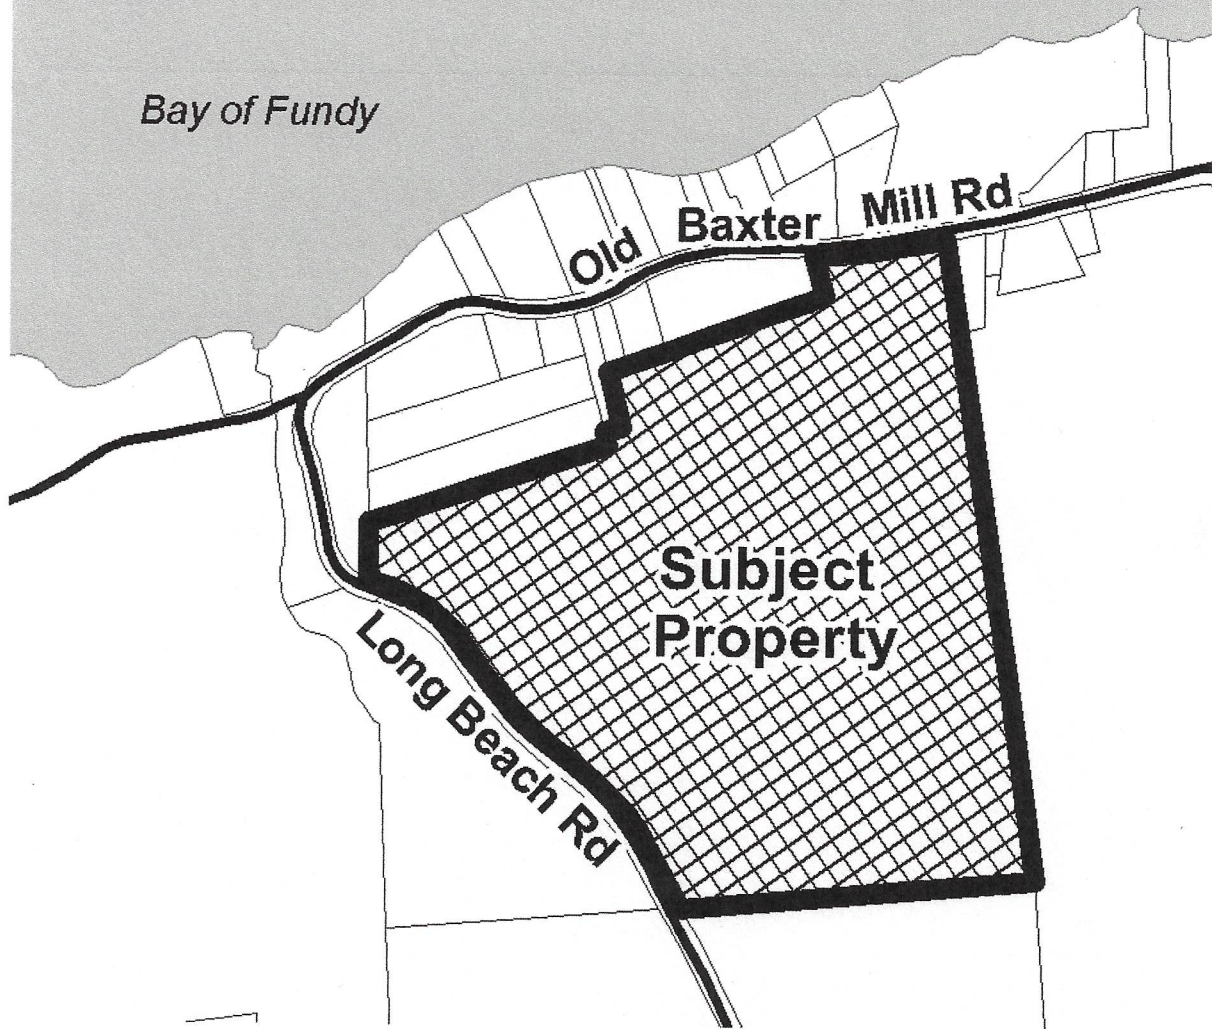 Bay of Fundy
Old Baxter Mill Rd
Subject
Property
Long Beach Rd